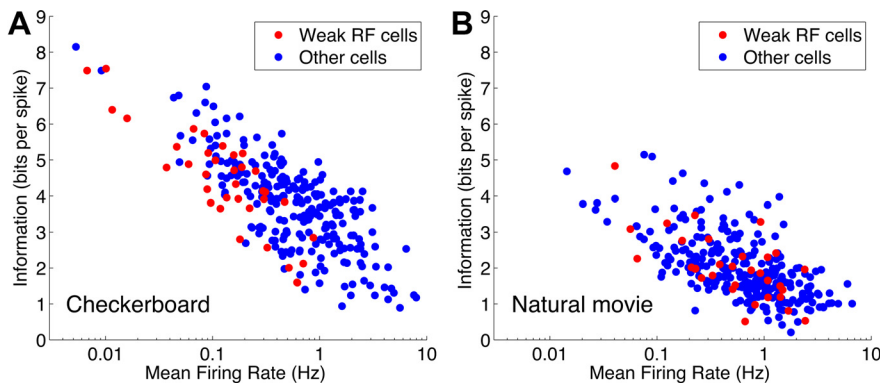 A
Weak RF cells
Other cells
Checkerboard
Information (bits per spike)
9
8
7
6
5
4
3
2
1
0
0.01
0.1
1
10
Mean Firing Rate (Hz)
B
Weak RF cells
Other cells
Natural movie
Information (bits per spike)
9
8
7
6
5
4
3
2
1
0
0.01
0.1
1
10
Mean Firing Rate (Hz)